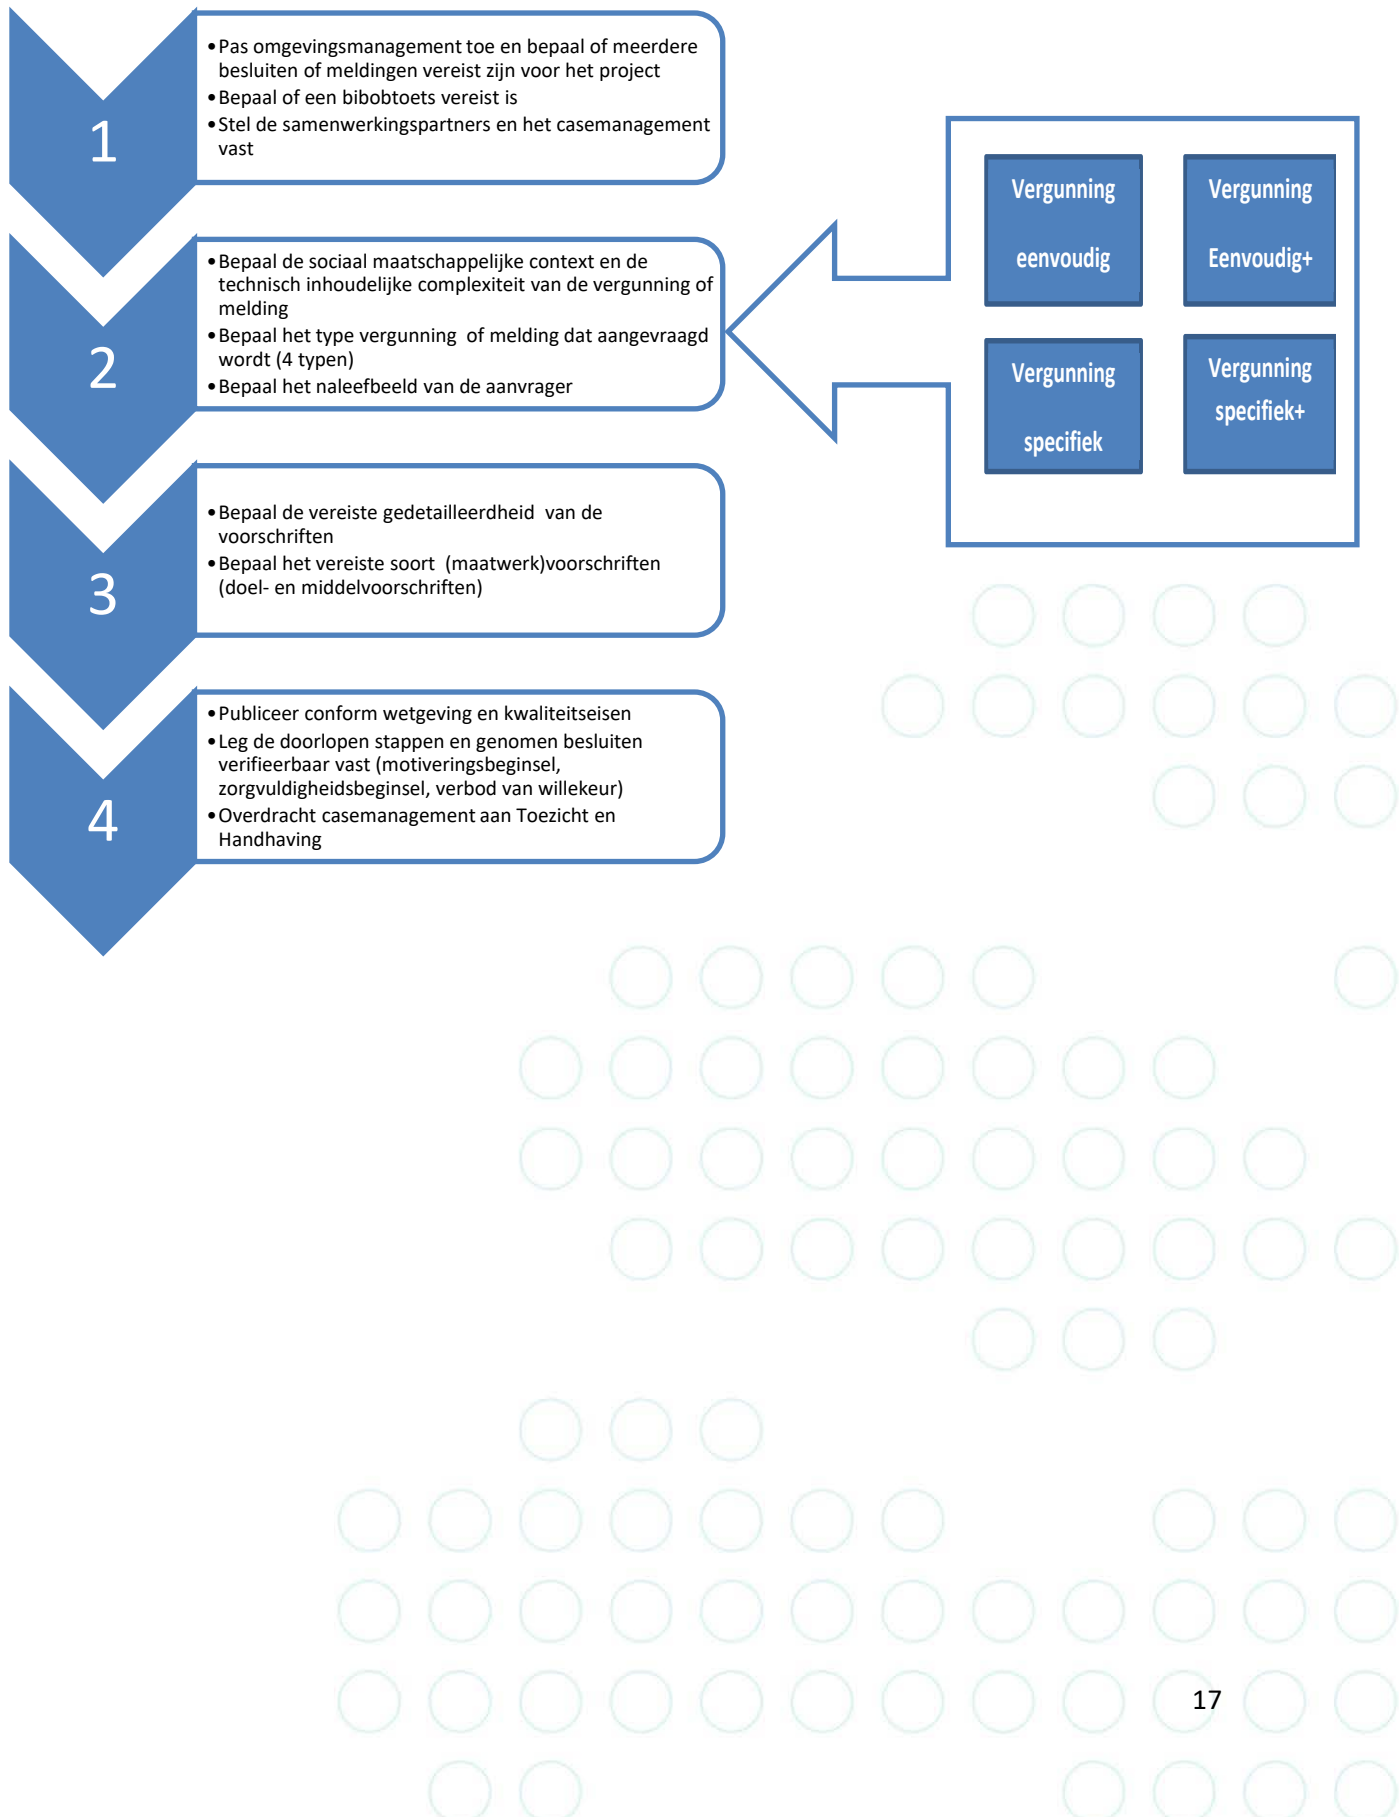 1
•Pas omgevingsmanagement toe en bepaal of meerdere
besluiten of meldingen vereist zijn voor het project
•Bepaal of een bibobtoets vereist is
•Stel de samenwerkingspartners en het casemanagement
vast
2
•Bepaal de sociaal maatschappelijke context en de
technisch inhoudelijke complexiteit van de vergunning of
melding
•Bepaal het type vergunning of melding dat aangevraagd
wordt (4 typen)
•Bepaal het naleefbeeld van de aanvrager
Vergunning
eenvoudig
Vergunning
Eenvoudig+
Vergunning
specifiek
Vergunning
specifiek+
3
•Bepaal de vereiste gedetailleerdheid van de
voorschriften
•Bepaal het vereiste soort (maatwerk)voorschriften
(doel- en middelvoorschriften)
4
•Publiceer conform wetgeving en kwaliteitseisen
•Leg de doorlopen stappen en genomen besluiten
verifieerbaar vast (motiveringsbeginsel,
zorgvuldigheidsbeginsel, verbod van willekeur)
•Overdracht casemanagement aan Toezicht en
Handhaving
17